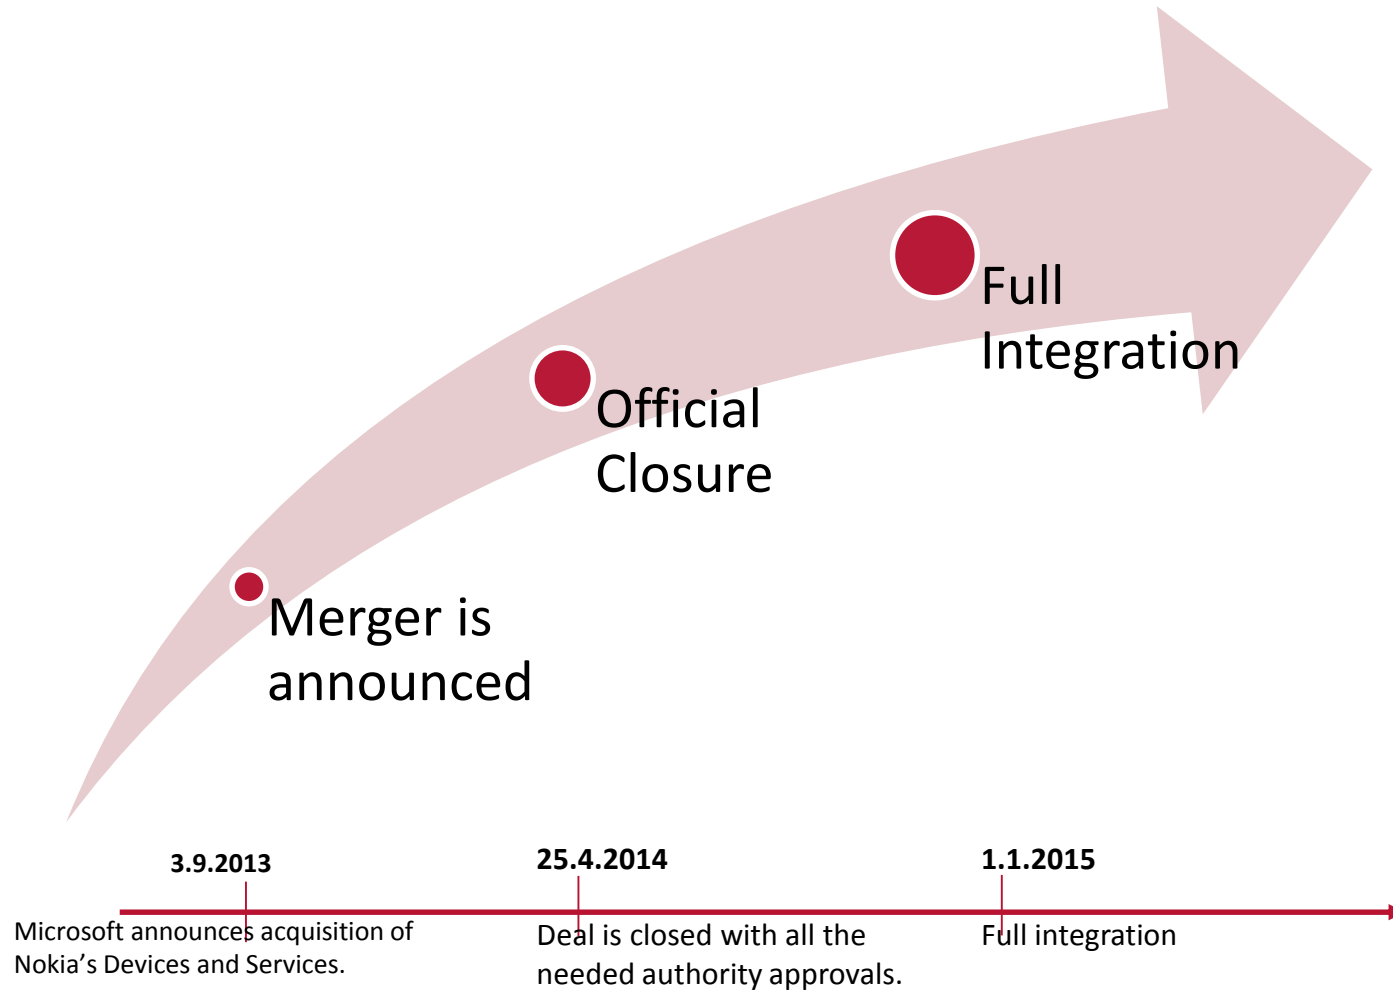 Full
Integration
Official
Closure
Merger is
announced
3.9.2013
25.4.2014
1.1.2015
Microsoft announces acquisition of
Nokia’s Devices and Services.
Deal is closed with all the
needed authority approvals.
Full integration